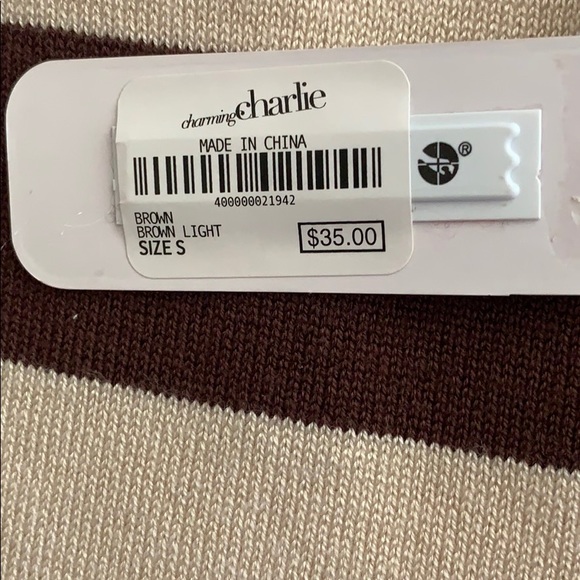 charming charlie
MADE IN CHINA
400000021942
BROWN
BROWN LIGHT
SIZE S
$35.00
®